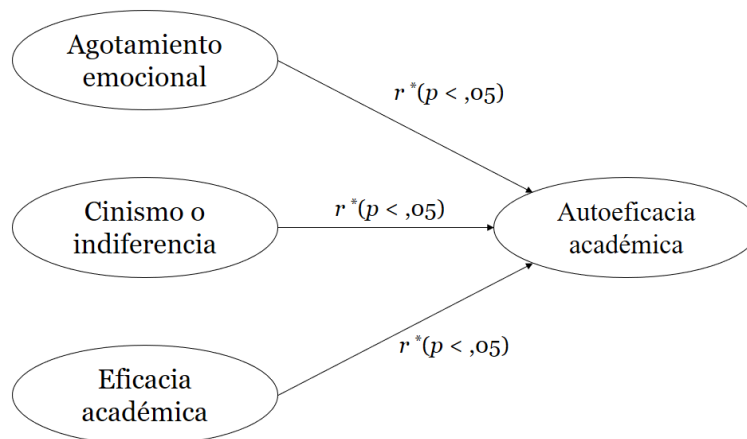 Agotamiento
emocional
r *(p < ,05)
Cinismo o
indiferencia
r *(p < ,05)
Autoeficacia
académica
r *(p < ,05)
Eficacia
académica